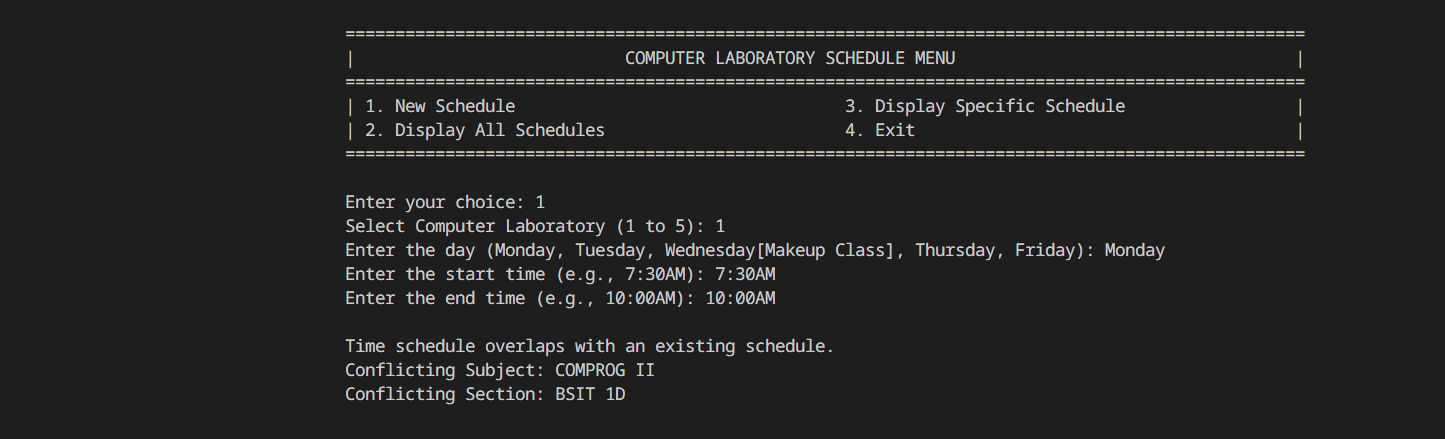 ================================================================================================
|                           COMPUTER LABORATORY SCHEDULE MENU                                  |
================================================================================================
| 1. New Schedule                                 3. Display Specific Schedule                 |
| 2. Display All Schedules                        4. Exit                                      |
================================================================================================
Enter your choice: 1
Select Computer Laboratory (1 to 5): 1
Enter the day (Monday, Tuesday, Wednesday[Makeup Class], Thursday, Friday): Monday
Enter the start time (e.g., 7:30AM): 7:30AM
Enter the end time (e.g., 10:00AM): 10:00AM
Time schedule overlaps with an existing schedule.
Conflicting Subject: COMPROG II
Conflicting Section: BSIT 1D